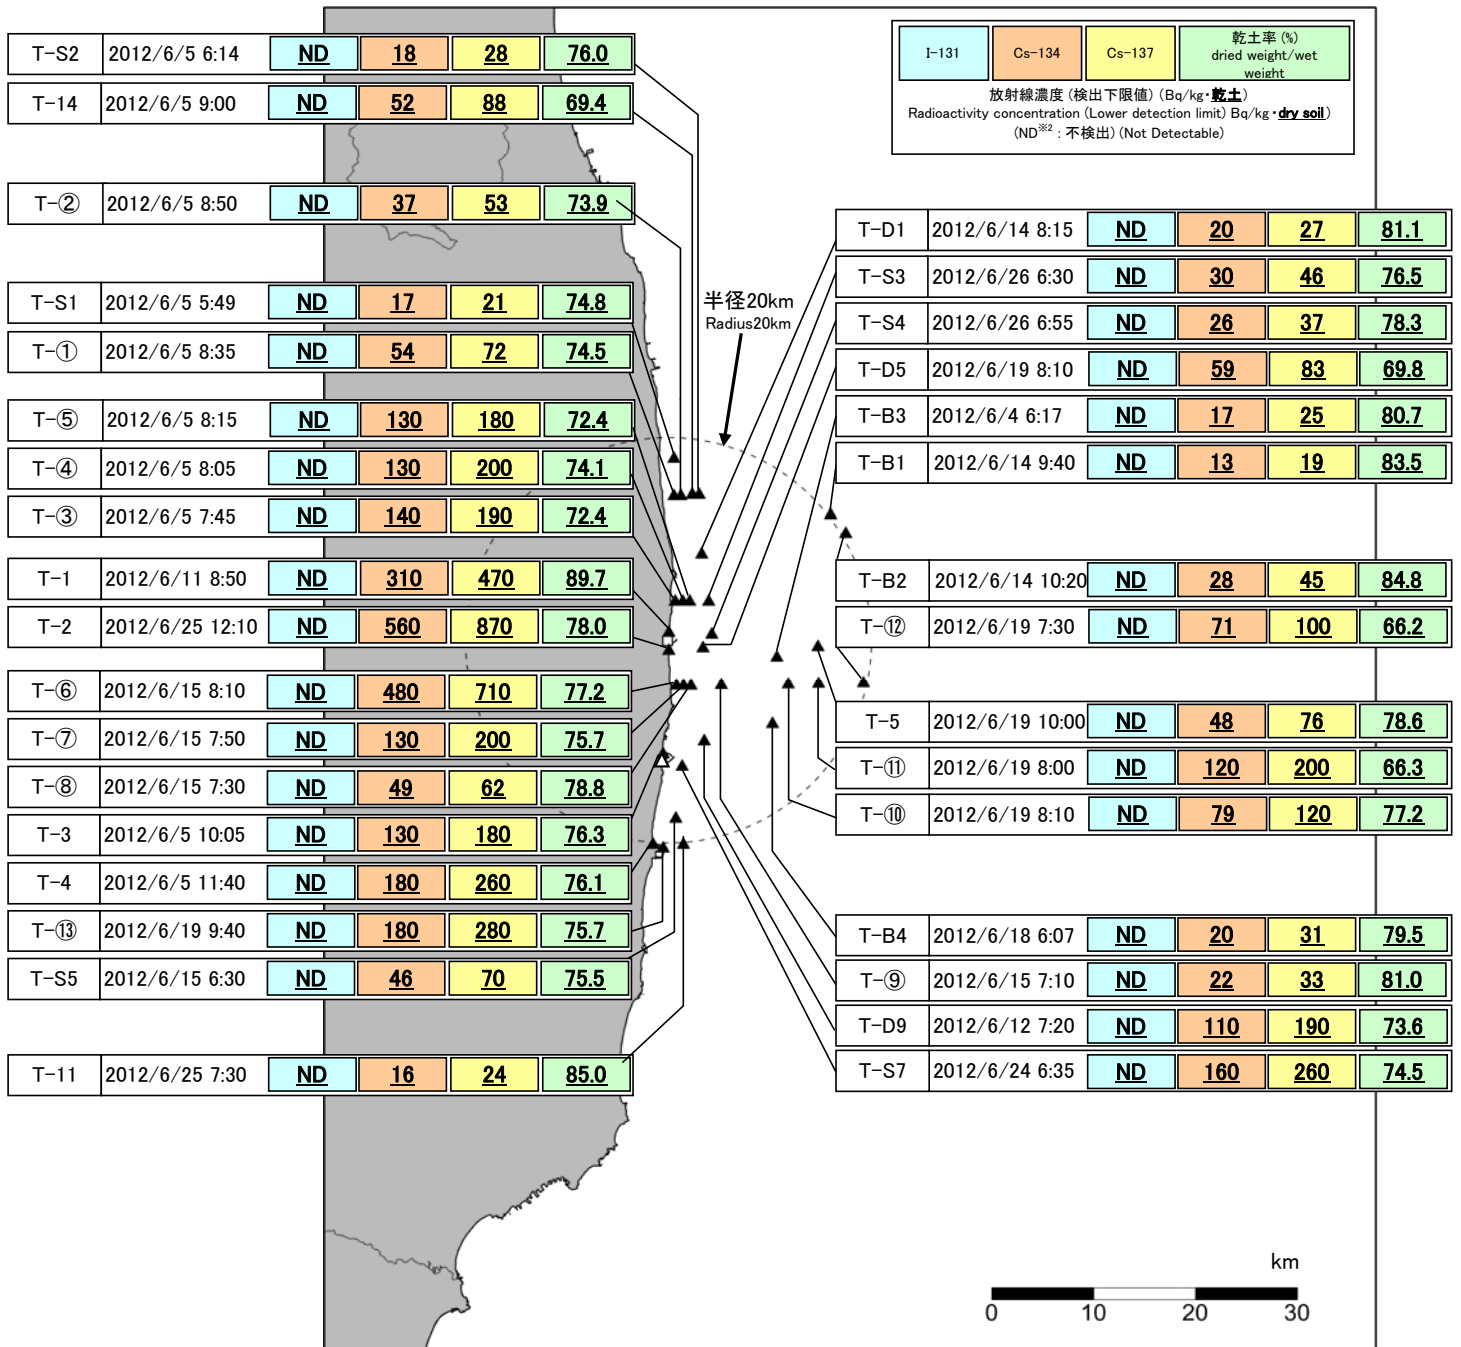 T-S2 2012/6/5 6:14 ND 18 28 76.0
T-14 2012/6/5 9:00 ND 52 88 69.4
T-② 2012/6/5 8:50 ND 37 53 73.9
T-S1 2012/6/5 5:49 ND 17 21 74.8
T-① 2012/6/5 8:35 ND 54 72 74.5
T-⑤ 2012/6/5 8:15 ND 130 180 72.4
T-④ 2012/6/5 8:05 ND 130 200 74.1
T-③ 2012/6/5 7:45 ND 140 190 72.4
T-1 2012/6/11 8:50 ND 310 470 89.7
T-2 2012/6/25 12:10 ND 560 870 78.0
T-⑥ 2012/6/15 8:10 ND 480 710 77.2
T-⑦ 2012/6/15 7:50 ND 130 200 75.7
T-⑧ 2012/6/15 7:30 ND 49 62 78.8
T-3 2012/6/5 10:05 ND 130 180 76.3
T-4 2012/6/5 11:40 ND 180 260 76.1
T-⑬ 2012/6/19 9:40 ND 180 280 75.7
T-S5 2012/6/15 6:30 ND 46 70 75.5
T-11 2012/6/25 7:30 ND 16 24 85.0
I-131 Cs-134 Cs-137 乾土率 (%)
dried weight/wet
weight
放射線濃度 (検出下限値) (Bq/kg・乾土)
Radioactivity concentration (Lower detection limit) Bq/kg・dry soil)
(ND※2 : 不検出) (Not Detectable)
半径20km
Radius20km
T-D1 2012/6/14 8:15 ND 20 27 81.1
T-S3 2012/6/26 6:30 ND 30 46 76.5
T-S4 2012/6/26 6:55 ND 26 37 78.3
T-D5 2012/6/19 8:10 ND 59 83 69.8
T-B3 2012/6/4 6:17 ND 17 25 80.7
T-B1 2012/6/14 9:40 ND 13 19 83.5
T-B2 2012/6/14 10:20 ND 28 45 84.8
T-⑫ 2012/6/19 7:30 ND 71 100 66.2
T-5 2012/6/19 10:00 ND 48 76 78.6
T-⑪ 2012/6/19 8:00 ND 120 200 66.3
T-⑩ 2012/6/19 8:10 ND 79 120 77.2
T-B4 2012/6/18 6:07 ND 20 31 79.5
T-⑨ 2012/6/15 7:10 ND 22 33 81.0
T-D9 2012/6/12 7:20 ND 110 190 73.6
T-S7 2012/6/24 6:35 ND 160 260 74.5
km
0 10 20 30